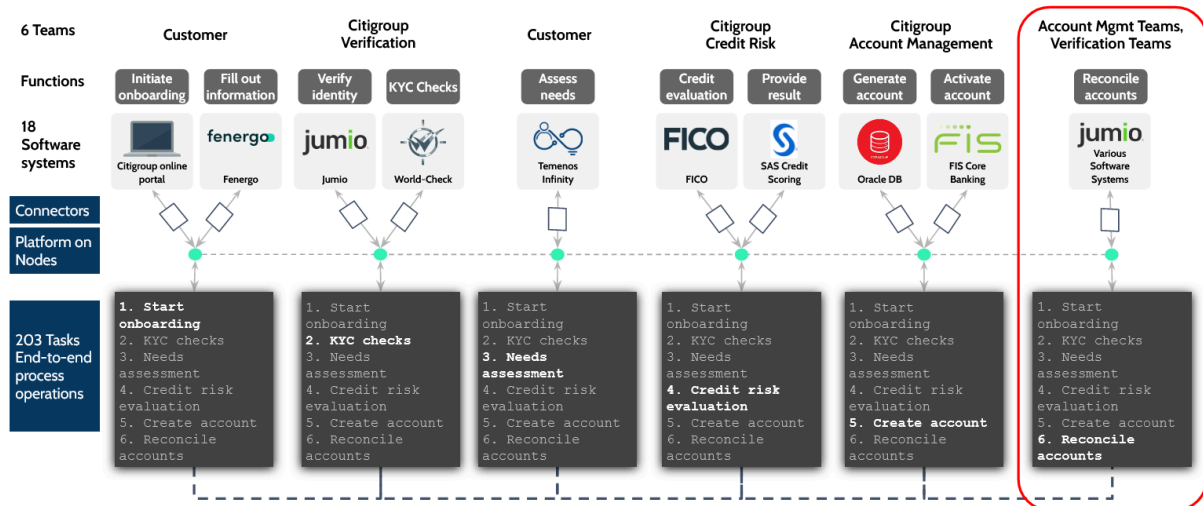 6 Teams
Customer
Citigroup
Verification
Customer
Citigroup
Credit Risk
Citigroup
Account Management
Account Mgmt Teams,
Verification Teams
Functions
Initiate
onboarding
Fill out
information
Verify
identity
KYC Checks
Assess
needs
Credit
evaluation
Provide
result
Generate
account
Activate
account
Reconcile
accounts
18
Software
systems
Citigroup online
portal
fenergo
Fenergo
jumio
Jumio
World-Check
Temenos
Infinity
FICO
FICO
SAS Credit
Scoring
ORACLE
Oracle DB
FIS
FIS Core
Banking
jumio
Various
Software
Systems
Connectors
Platform on
Nodes
203 Tasks
End-to-end
process
operations
1. Start
onboarding
2. KYC checks
3. Needs
assessment
4. Credit risk
evaluation
5. Create account
6. Reconcile
accounts
1. Start
onboarding
2. KYC checks
3. Needs
assessment
4. Credit risk
evaluation
5. Create account
6. Reconcile
accounts
1. Start
onboarding
2. KYC checks
3. Needs
assessment
4. Credit risk
evaluation
5. Create account
6. Reconcile
accounts
1. Start
onboarding
2. KYC checks
3. Needs
assessment
4. Credit risk
evaluation
5. Create account
6. Reconcile
accounts
1. Start
onboarding
2. KYC checks
3. Needs
assessment
4. Credit risk
evaluation
5. Create account
6. Reconcile
accounts
1. Start
onboarding
2. KYC checks
3. Needs
assessment
4. Credit risk
evaluation
5. Create account
6. Reconcile
accounts